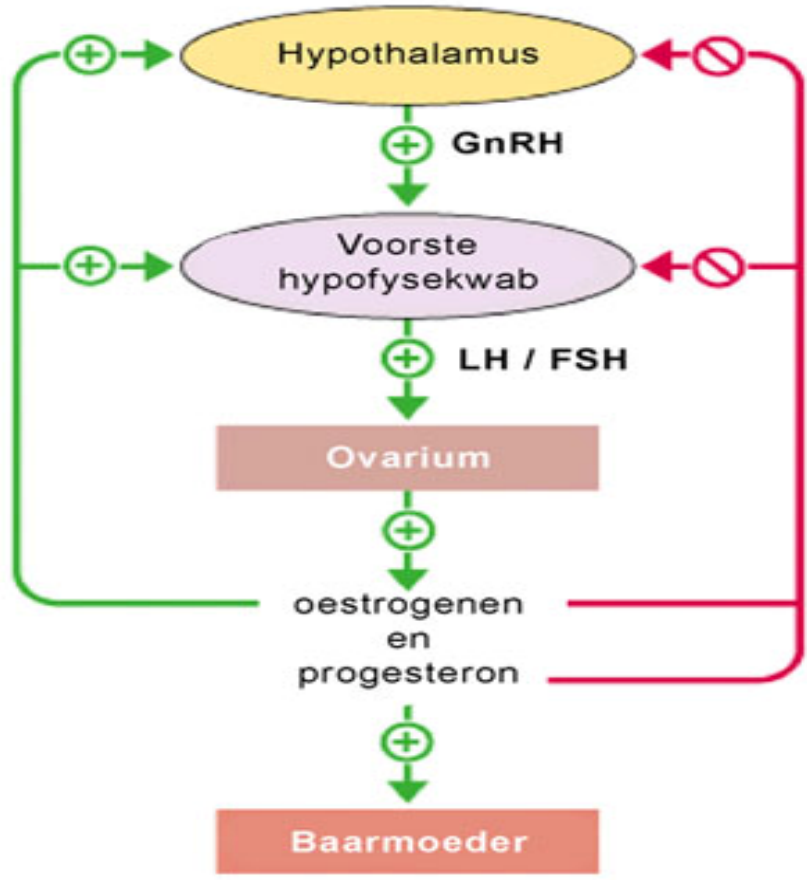 Hypothalamus
GnRH
Voorste
hypofysekwab
LH / FSH
Ovarium
oestrogenen
en
progesteron
Baarmoeder